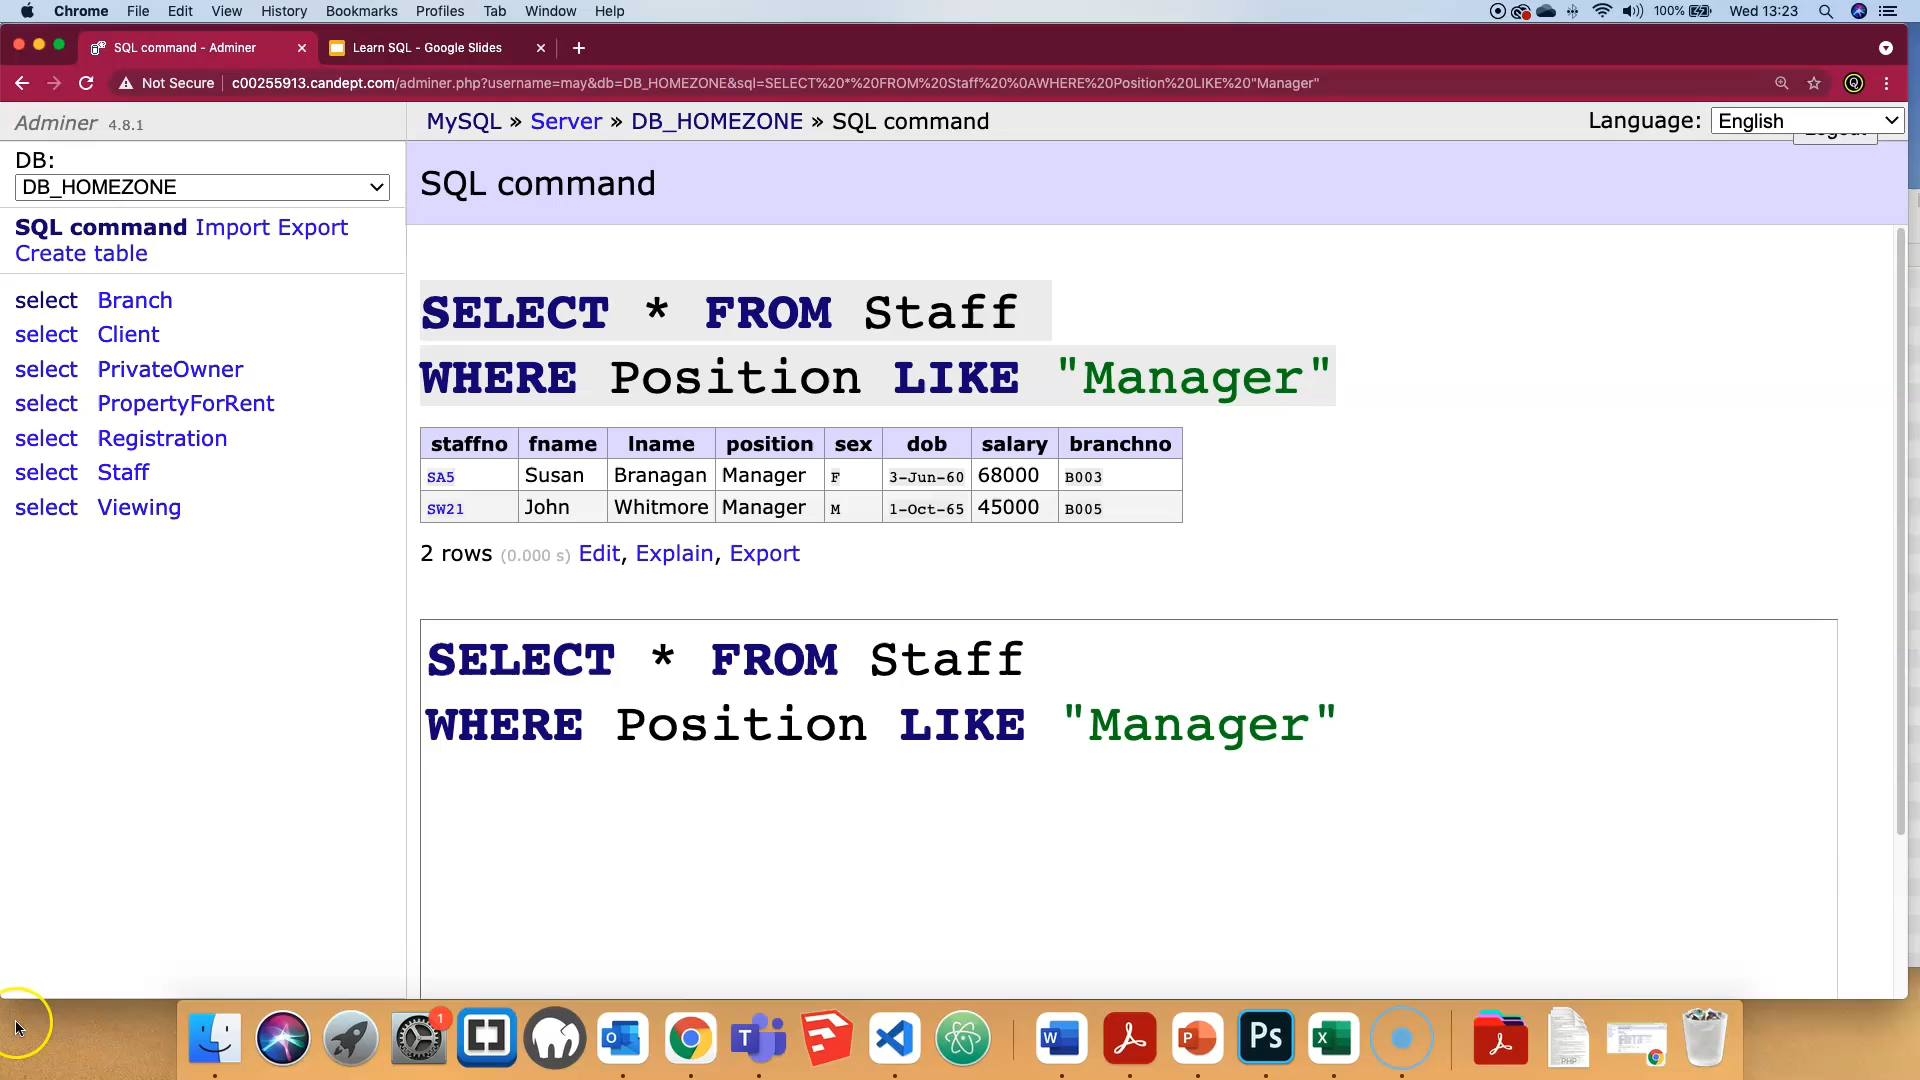 Chrome File Edit View History Bookmarks Profiles Tab Window Help 100% Wed 13:23
SQL command - Adminer Learn SQL - Google Slides
Not Secure c00255913.candept.com/adminer.php?username=may&db=DB_HOMEZONE&sql=SELECT%20*%20FROM%20Staff%20%0AWHERE%20Position%20LIKE%20"Manager" Q
Adminer 4.8.1
MySQL » Server » DB_HOMEZONE » SQL command
Language: English
Logout
DB:
DB_HOMEZONE
SQL command Import Export
Create table
select Branch
select Client
select PrivateOwner
select PropertyForRent
select Registration
select Staff
select Viewing
SQL command
SELECT * FROM Staff
WHERE Position LIKE "Manager"
staffno fname lname position sex dob salary branchno
SA5 Susan Branagan Manager F 3-Jun-60 68000 B003
SW21 John Whitmore Manager M 1-Oct-65 45000 B005
2 rows (0.000 s) Edit, Explain, Export
SELECT * FROM Staff
WHERE Position LIKE "Manager"
1
O T W P Ps X PHP